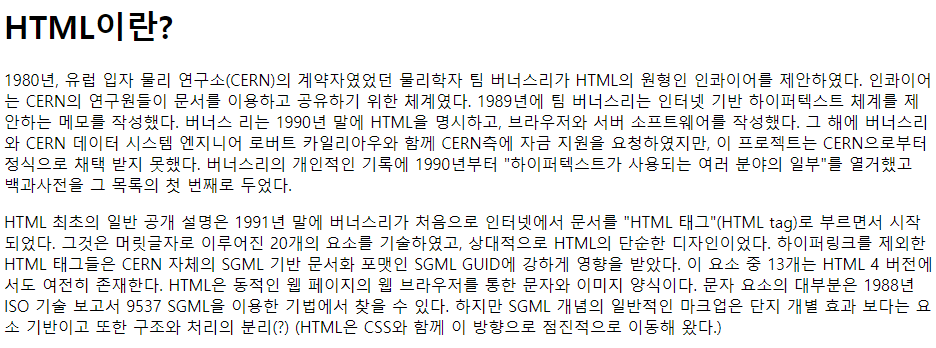 HTML이란?
1980년, 유럽 입자 물리 연구소(CERN)의 계약자였었던 물리학자 팀 버너스리가 HTML의 원형인 인콰이어를 제안하였다. 인콰이어
는 CERN의 연구원들이 문서를 이용하고 공유하기 위한 체계였다. 1989년에 팀 버너스리는 인터넷 기반 하이퍼텍스트 체계를 제
안하는 메모를 작성했다. 버너스 리는 1990년 말에 HTML을 명시하고, 브라우저와 서버 소프트웨어를 작성했다. 그 해에 버너스리
와 CERN 데이터 시스템 엔지니어 로버트 카일리아우와 함께 CERN측에 자금 지원을 요청하였지만, 이 프로젝트는 CERN으로부터
정식으로 채택 받지 못했다. 버너스리의 개인적인 기록에 1990년부터 "하이퍼텍스트가 사용되는 여러 분야의 일부"를 열거했고
백과사전을 그 목록의 첫 번째로 두었다.
HTML 최초의 일반 공개 설명은 1991년 말에 버너스리가 처음으로 인터넷에서 문서를 "HTML 태그"(HTML tag)로 부르면서 시작
되었다. 그것은 머릿글자로 이루어진 20개의 요소를 기술하였고, 상대적으로 HTML의 단순한 디자인이었다. 하이퍼링크를 제외한
HTML 태그들은 CERN 자체의 SGML 기반 문서화 포맷인 SGML GUID에 강하게 영향을 받았다. 이 요소 중 13개는 HTML 4 버전에
서도 여전히 존재한다. HTML은 동적인 웹 페이지의 웹 브라우저를 통한 문자와 이미지 양식이다. 문자 요소의 대부분은 1988년
ISO 기술 보고서 9537 SGML을 이용한 기법에서 찾을 수 있다. 하지만 SGML 개념의 일반적인 마크업은 단지 개별 효과 보다는 요
소 기반이고 또한 구조와 처리의 분리(?) (HTML은 CSS와 함께 이 방향으로 점진적으로 이동해 왔다.)